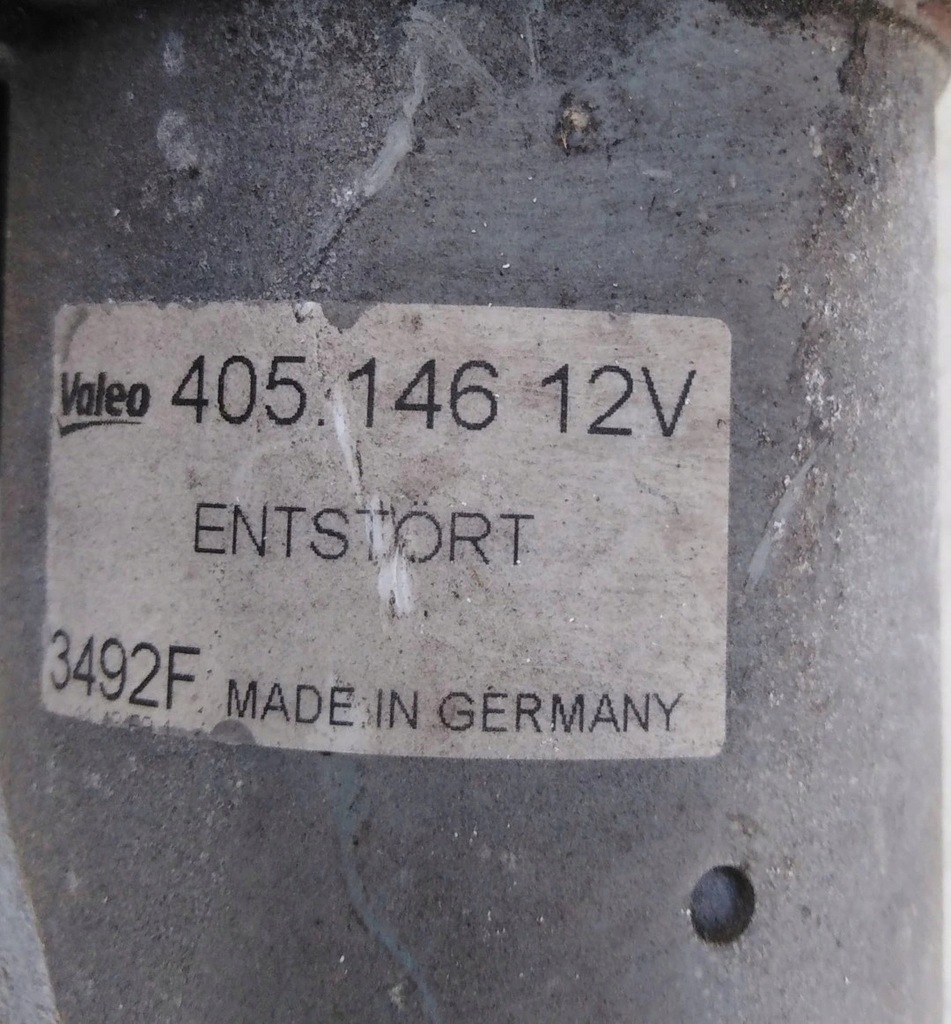 Valeo 405.146 12V
ENTSTÖRT
3492F MADE IN GERMANY